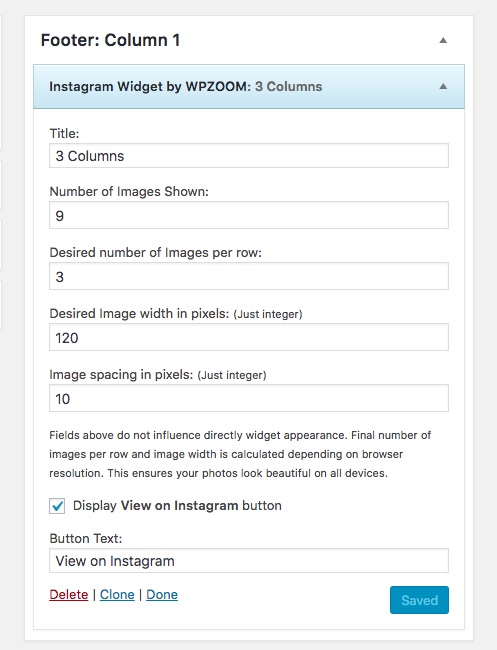 Footer: Column 1
Instagram Widget by WPZOOM: 3 Columns
Title:
3 Columns
Number of Images Shown:
9
Desired number of Images per row:
3
Desired Image width in pixels: (Just integer)
120
Image spacing in pixels: (Just integer)
10
Fields above do not influence directly widget appearance. Final number of
images per row and image width is calculated depending on browser
resolution. This ensures your photos look beautiful on all devices.
Display View on Instagram button
Button Text:
View on Instagram
Delete | Clone | Done
Saved